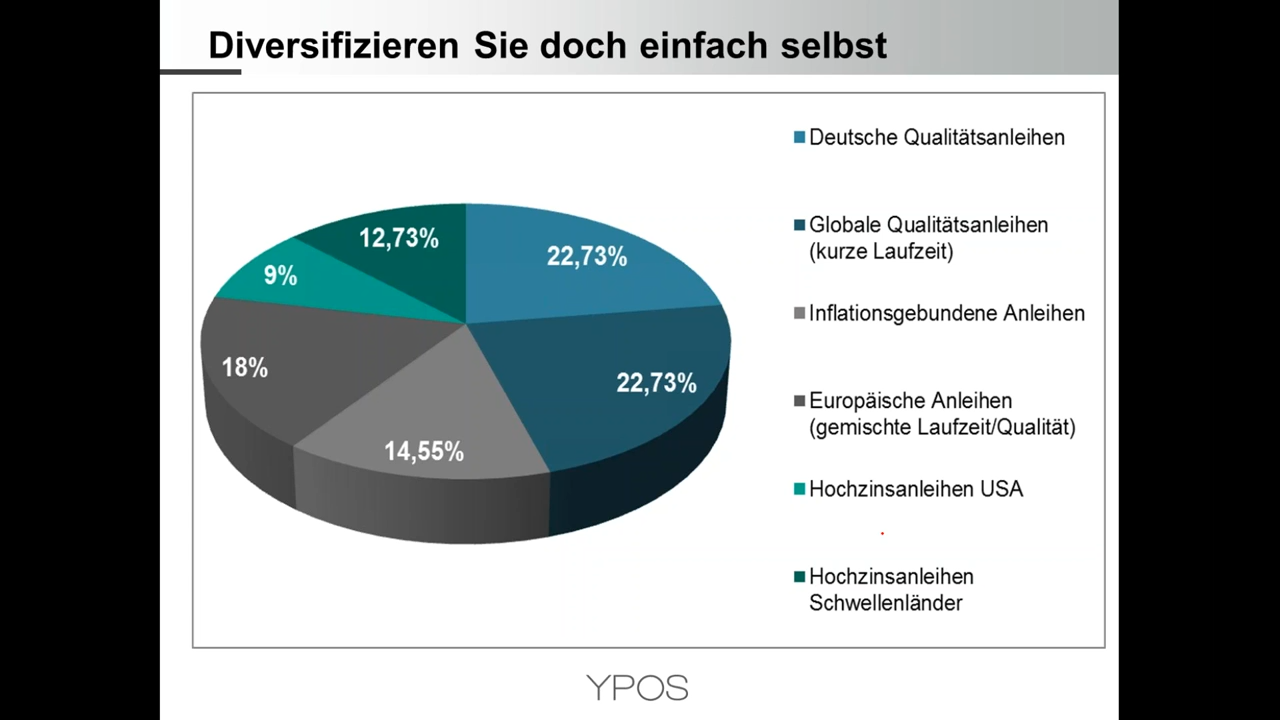 Diversifizieren Sie doch einfach selbst
12,73%
22,73%
9%
18%
22,73%
14,55%
Deutsche Qualitätsanleihen
Globale Qualitätsanleihen
(kurze Laufzeit)
Inflationsgebundene Anleihen
Europäische Anleihen
(gemischte Laufzeit/Qualität)
Hochzinsanleihen USA
Hochzinsanleihen
Schwellenländer
YPOS